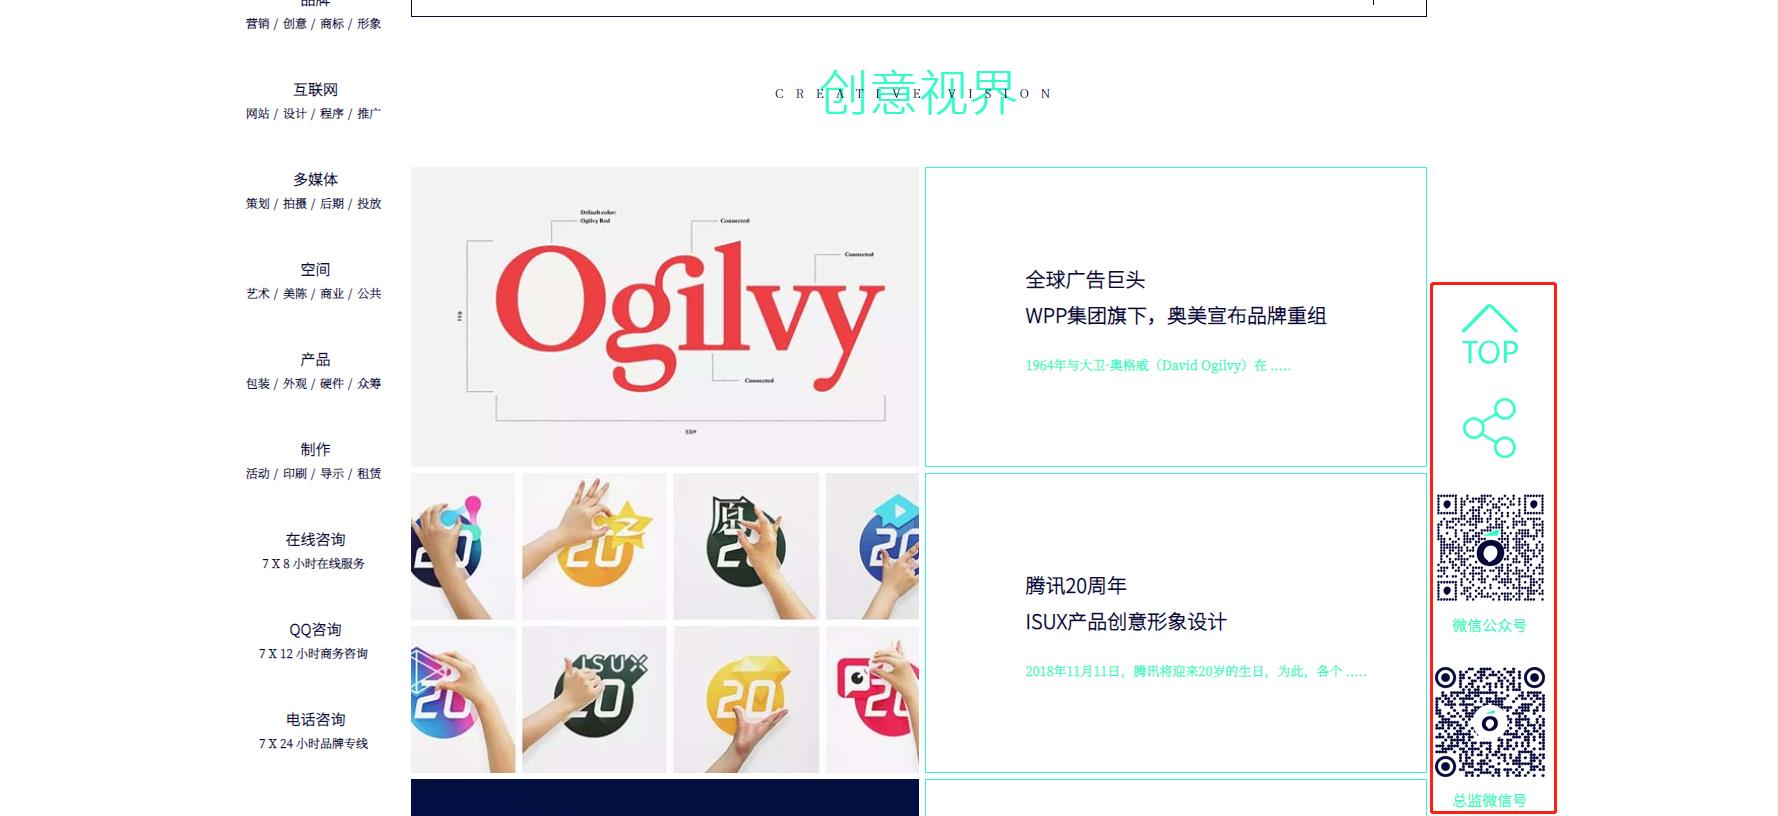 品牌
营销 / 创意 / 商标 / 形象
互联网
网站 / 设计 / 程序 / 推广
多媒体
策划 / 拍摄 / 后期 / 投放
空间
艺术 / 美陈 / 商业 / 公共
产品
包装 / 外观 / 硬件 / 众筹
制作
活动 / 印刷 / 导示 / 租赁
在线咨询
7 X 8 小时在线服务
QQ咨询
7 X 12 小时商务咨询
电话咨询
7 X 24 小时品牌专线
创意视界
CREATIVE VISION
Default color:
Ogilvy Red
Connected
Connected
Ogilvy
Connected
全球广告巨头
WPP集团旗下，奥美宣布品牌重组
1964年与大卫·奥格威（David Ogilvy）在 .....
20
20
原
20
20
20
ISUX
20
20
20
腾讯20周年
ISUX产品创意形象设计
2018年11月11日，腾讯将迎来20岁的生日，为此，各个 .....
TOP
微信公众号
总监微信号